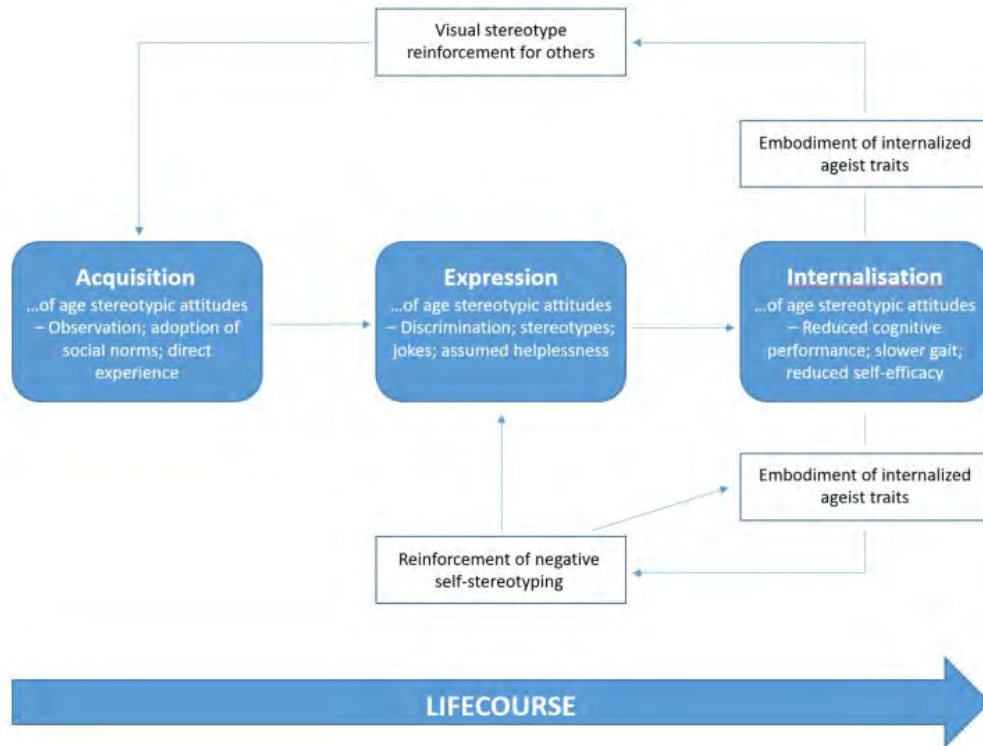 Visual stereotype
reinforcement for others
Embodiment of internalized
ageist traits
Acquisition
...of age stereotypic attitudes
– Observation; adoption of
social norms; direct
experience
Expression
...of age stereotypic attitudes
– Discrimination; stereotypes;
jokes; assumed helplessness
Internalisation
...of age stereotypic attitudes
– Reduced cognitive
performance; slower gait;
reduced self-efficacy
Embodiment of internalized
ageist traits
Reinforcement of negative
self-stereotyping
LIFECOURSE